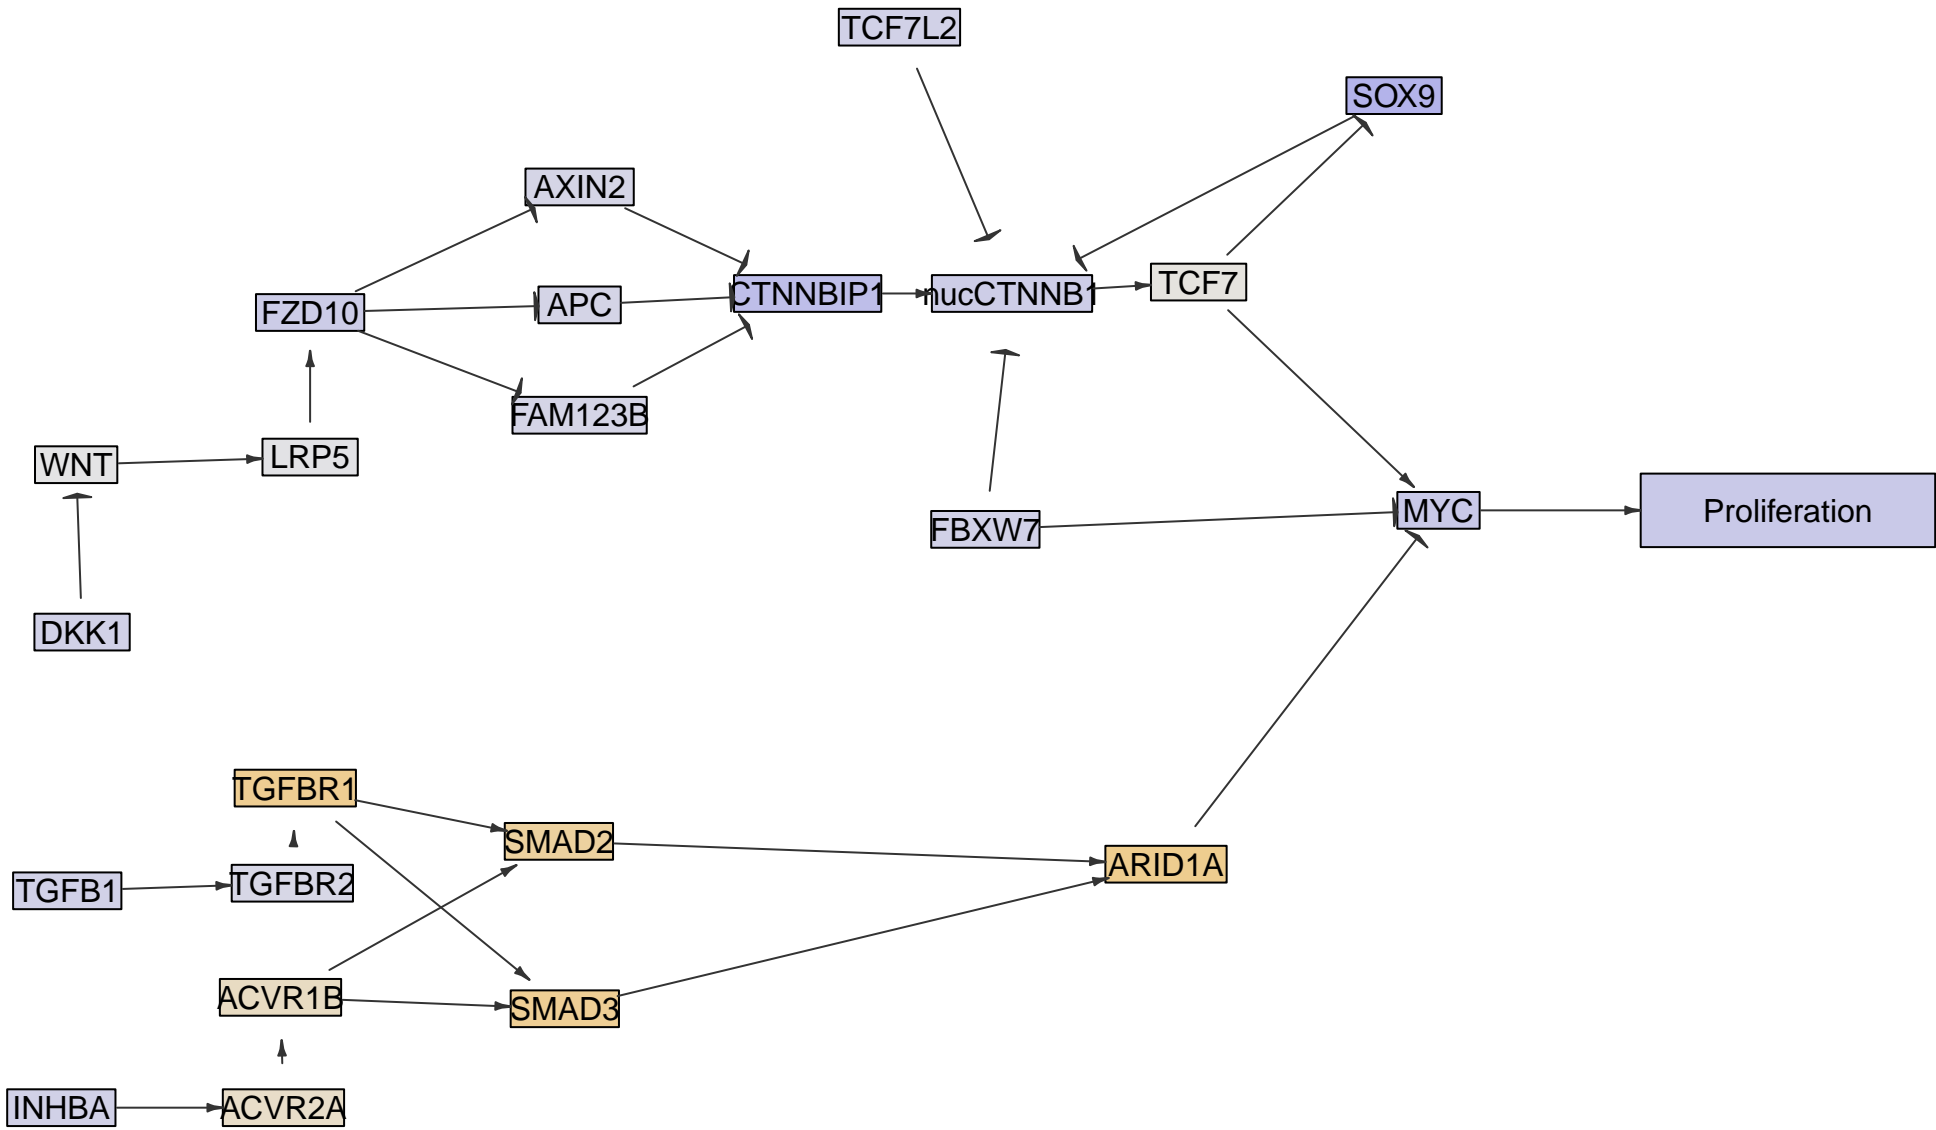 TCF7L2
SOX9
AXIN2
FZD10
APC
CTNNBIP1
nucCTNNB1
TCF7
FAM123B
WNT
LRP5
FBXW7
MYC
Proliferation
DKK1
TGFBR1
SMAD2
ARID1A
TGFB1
TGFBR2
ACVR1B
SMAD3
INHBA
ACVR2A